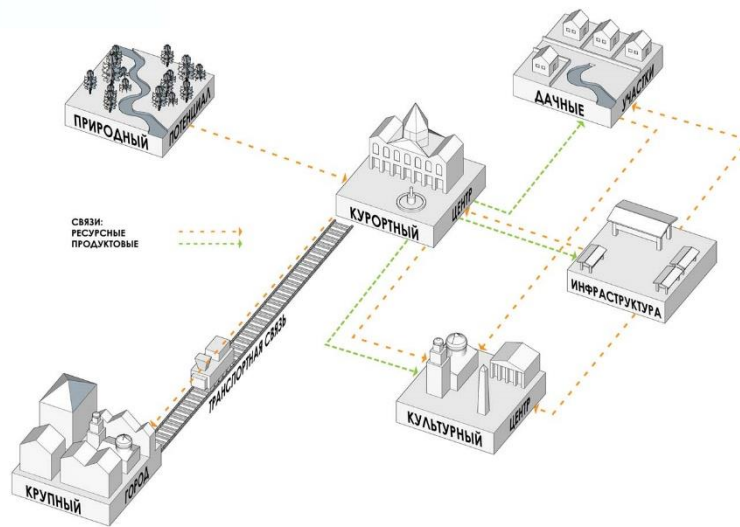 ПРИРОДНЫЙ ПОТЕНЦИАЛ
ДАЧНЫЕ УЧАСТКИ
КУРОРТНЫЙ ЦЕНТР
СВЯЗИ:
РЕСУРСНЫЕ
ПРОДУКТОВЫЕ
ИНФРАСТРУКТУРА
ТРАНСПОРТНАЯ СВЯЗЬ
КУЛЬТУРНЫЙ ЦЕНТР
КРУПНЫЙ ГОРОД